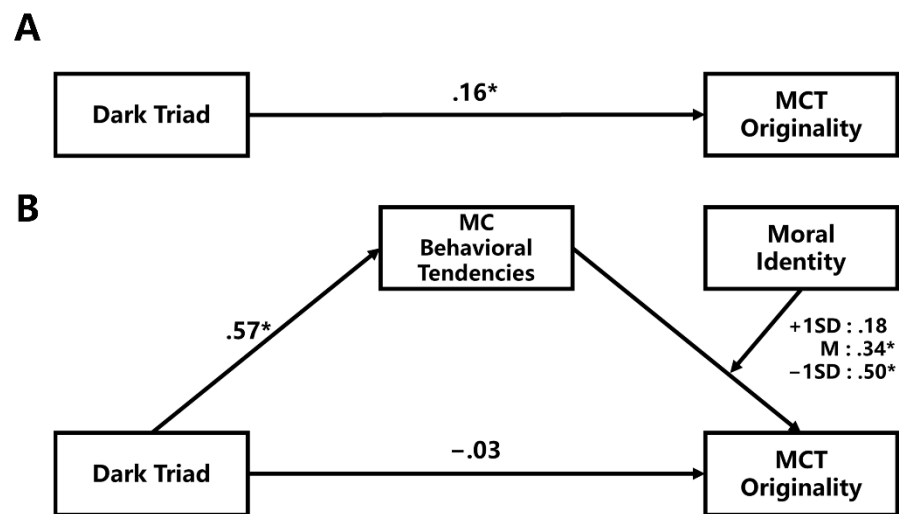 A
Dark Triad
.16*
MCT
Originality
B
MC
Behavioral
Tendencies
Moral
Identity
.57*
+1SD : .18
M : .34*
−1SD : .50*
Dark Triad
−.03
MCT
Originality